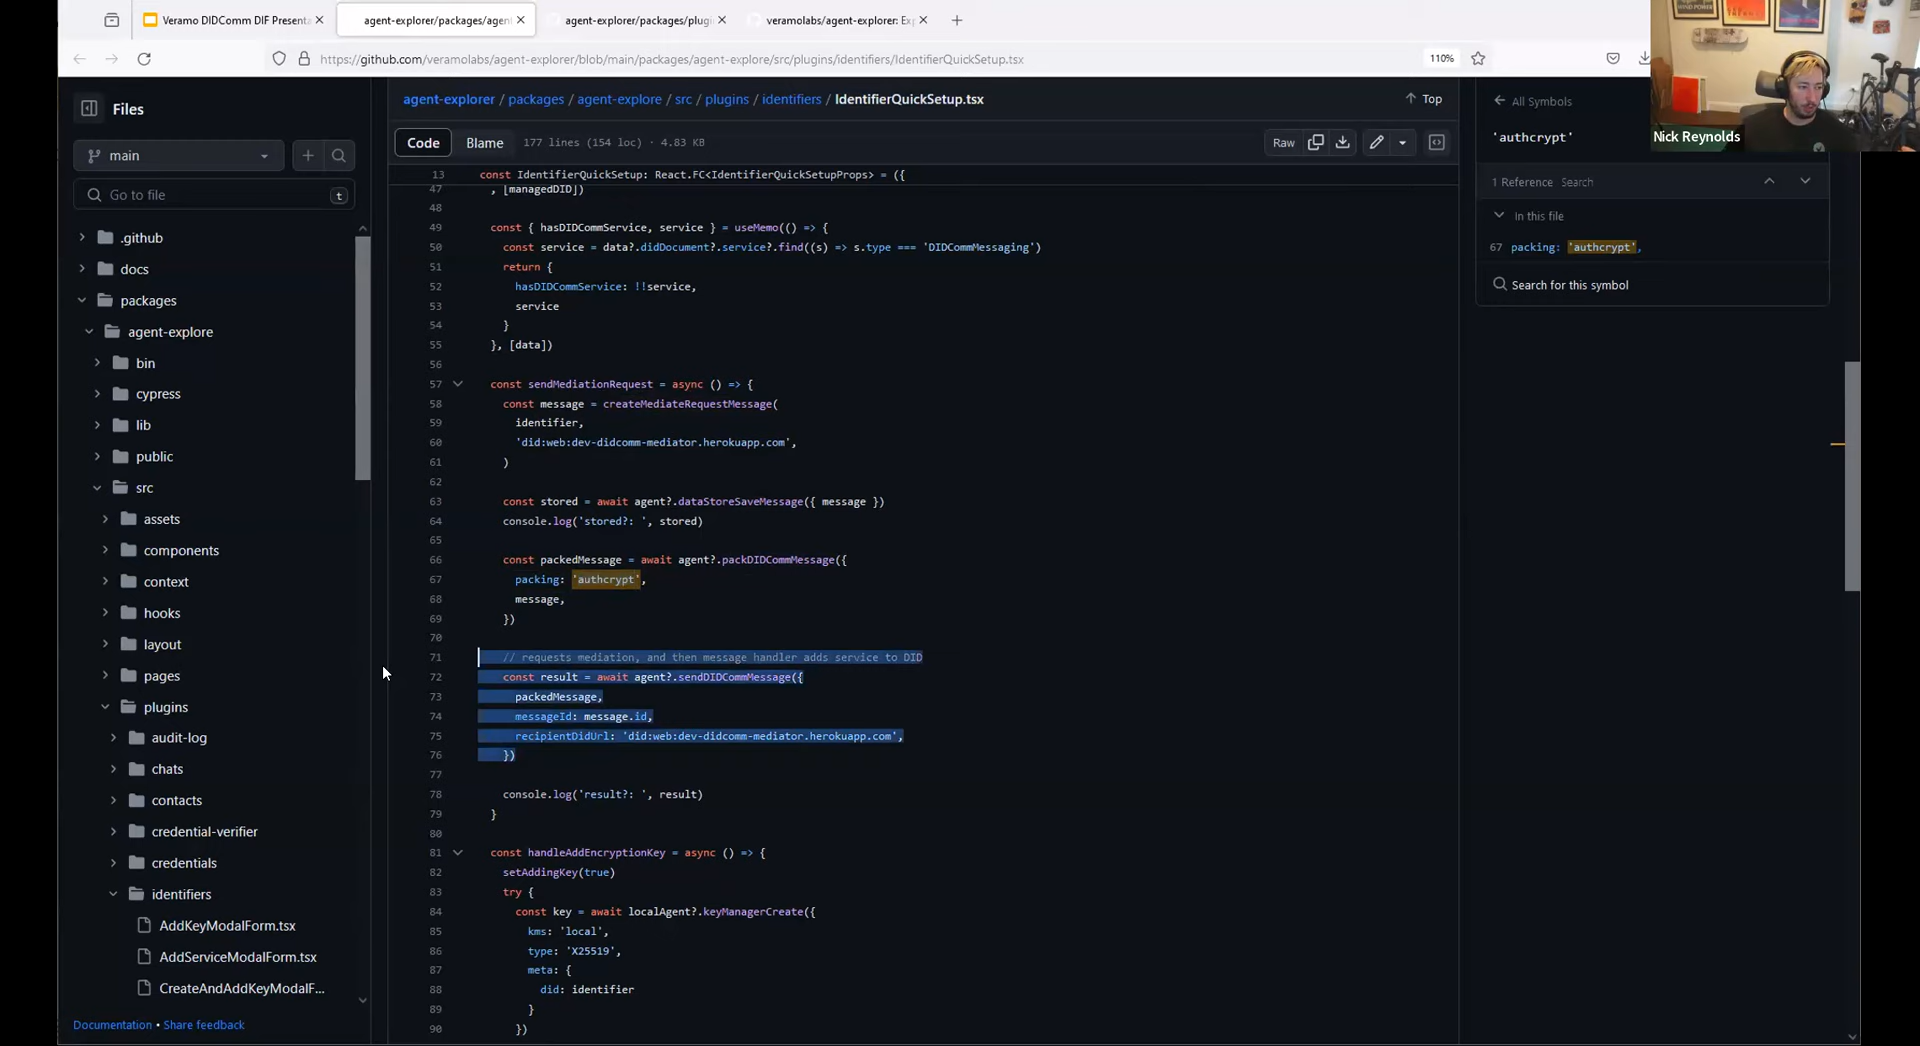 Veramo DIDComm DIF Presenta
agent-explorer/packages/agen
agent-explorer/packages/plugi
veramolabs/agent-explorer: Ex
https://github.com/veramolabs/agent-explorer/blob/main/packages/agent-explore/src/plugins/identifiers/IdentifierQuickSetup.tsx
110%
Nick Reynolds
Files
main
Go to file
t
.github
docs
packages
agent-explore
bin
cypress
lib
public
src
assets
components
context
hooks
layout
pages
plugins
audit-log
chats
contacts
credential-verifier
credentials
identifiers
AddKeyModalForm.tsx
AddServiceModalForm.tsx
CreateAndAddKeyModalF...
Documentation • Share feedback
agent-explorer / packages / agent-explore / src / plugins / identifiers / IdentifierQuickSetup.tsx
Top
Code
Blame
177 lines (154 loc) · 4.83 KB
Raw
13 const IdentifierQuickSetup: React.FC<IdentifierQuickSetupProps> = ({
47 , [managedDID])
48
49 const { hasDIDCommService, service } = useMemo(() => {
50 const service = data?.didDocument?.service?.find((s) => s.type === 'DIDCommMessaging')
51 return {
52 hasDIDCommService: !!service,
53 service
54 }
55 }, [data])
56
57 const sendMediationRequest = async () => {
58 const message = createMediateRequestMessage(
59 identifier,
60 'did:web:dev-didcomm-mediator.herokuapp.com',
61 )
62
63 const stored = await agent?.dataStoreSaveMessage({ message })
64 console.log('stored?: ', stored)
65
66 const packedMessage = await agent?.packDIDCommMessage({
67 packing: 'authcrypt',
68 message,
69 })
70
71 // requests mediation, and then message handler adds service to DID
72 const result = await agent?.sendDIDCommMessage({
73 packedMessage,
74 messageId: message.id,
75 recipientDidUrl: 'did:web:dev-didcomm-mediator.herokuapp.com',
76 })
77
78 console.log('result?: ', result)
79 }
80
81 const handleAddEncryptionKey = async () => {
82 setAddingKey(true)
83 try {
84 const key = await localAgent?.keyManagerCreate({
85 kms: 'local',
86 type: 'X25519',
87 meta: {
88 did: identifier
89 }
90 })
All Symbols
'authcrypt'
1 Reference Search
In this file
67 packing: 'authcrypt',
Search for this symbol